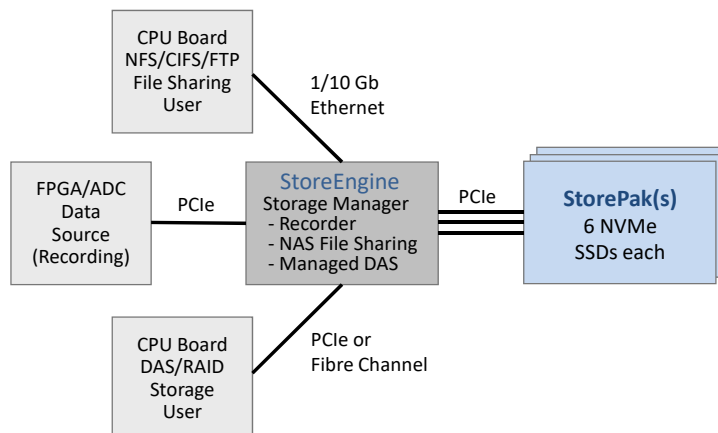 CPU Board
NFS/CIFS/FTP
File Sharing
User
1/10 Gb
Ethernet
FPGA/ADC
Data
Source
(Recording)
PCIe
StoreEngine
Storage Manager
- Recorder
- NAS File Sharing
- Managed DAS
PCIe
StorePak(s)
6 NVMe
SSDs each
CPU Board
DAS/RAID
Storage
User
PCIe or
Fibre Channel